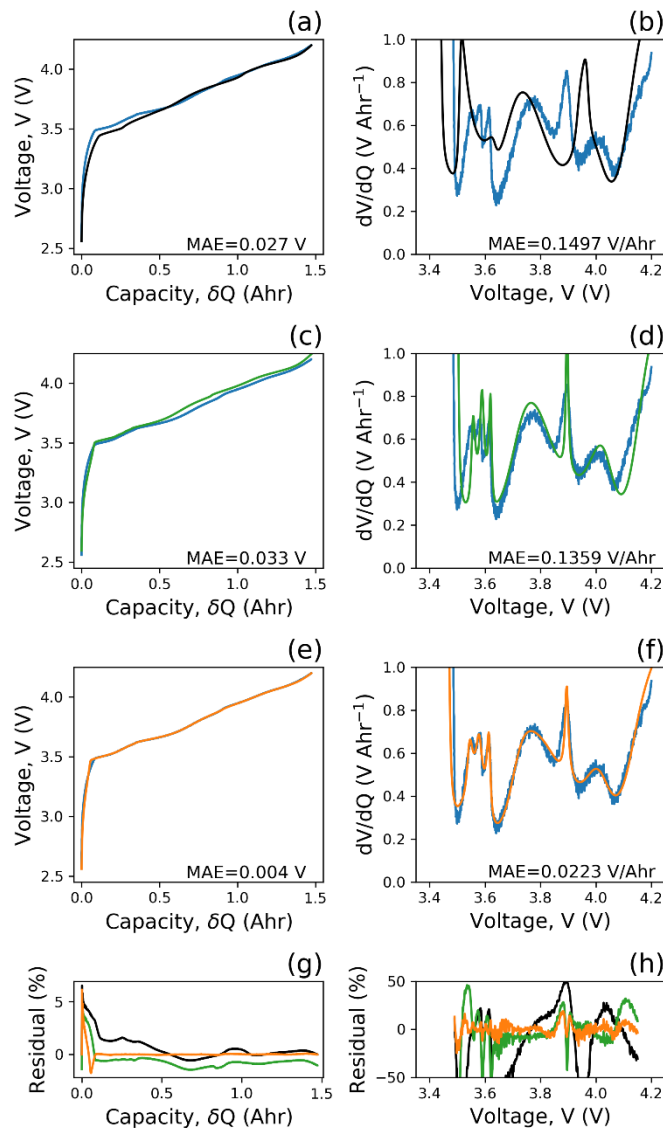 (a)
Voltage, V (V)
4.0
3.5
3.0
2.5
MAE=0.027 V
0.0 0.5 1.0 1.5
Capacity, δQ (Ahr)
(b)
dV/dQ (V Ahr⁻¹)
1.0
0.8
0.6
0.4
0.2
0.0
MAE=0.1497 V/Ahr
3.4 3.6 3.8 4.0 4.2
Voltage, V (V)
(c)
Voltage, V (V)
4.0
3.5
3.0
2.5
MAE=0.033 V
0.0 0.5 1.0 1.5
Capacity, δQ (Ahr)
(d)
dV/dQ (V Ahr⁻¹)
1.0
0.8
0.6
0.4
0.2
0.0
MAE=0.1359 V/Ahr
3.4 3.6 3.8 4.0 4.2
Voltage, V (V)
(e)
Voltage, V (V)
4.0
3.5
3.0
2.5
MAE=0.004 V
0.0 0.5 1.0 1.5
Capacity, δQ (Ahr)
(f)
dV/dQ (V Ahr⁻¹)
1.0
0.8
0.6
0.4
0.2
0.0
MAE=0.0223 V/Ahr
3.4 3.6 3.8 4.0 4.2
Voltage, V (V)
(g)
Residual (%)
5
0
0.0 0.5 1.0 1.5
Capacity, δQ (Ahr)
(h)
Residual (%)
50
0
−50
3.4 3.6 3.8 4.0 4.2
Voltage, V (V)